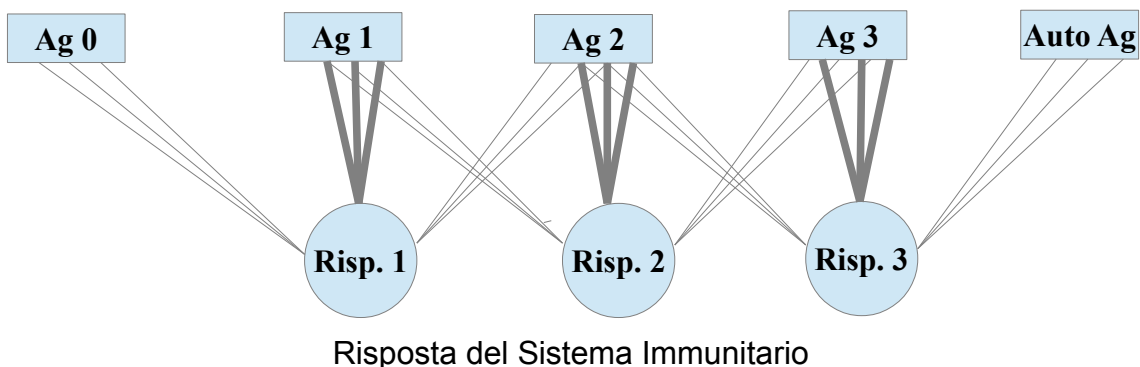 Ag 0
Ag 1
Ag 2
Ag 3
Auto Ag
Risp. 1
Risp. 2
Risp. 3
Risposta del Sistema Immunitario